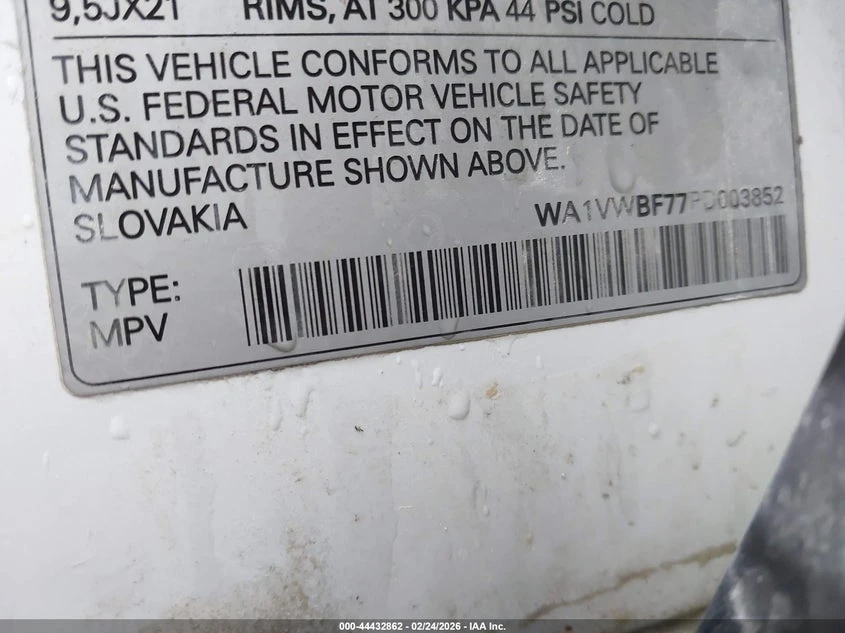 9,5JX21 RIMS, AT 300 KPA 44 PSI COLD
THIS VEHICLE CONFORMS TO ALL APPLICABLE
U.S. FEDERAL MOTOR VEHICLE SAFETY
STANDARDS IN EFFECT ON THE DATE OF
MANUFACTURE SHOWN ABOVE.
SLOVAKIA WA1VWBF77PD003852
TYPE:
MPV
000-44432862 - 02/24/2026 - IAA Inc.